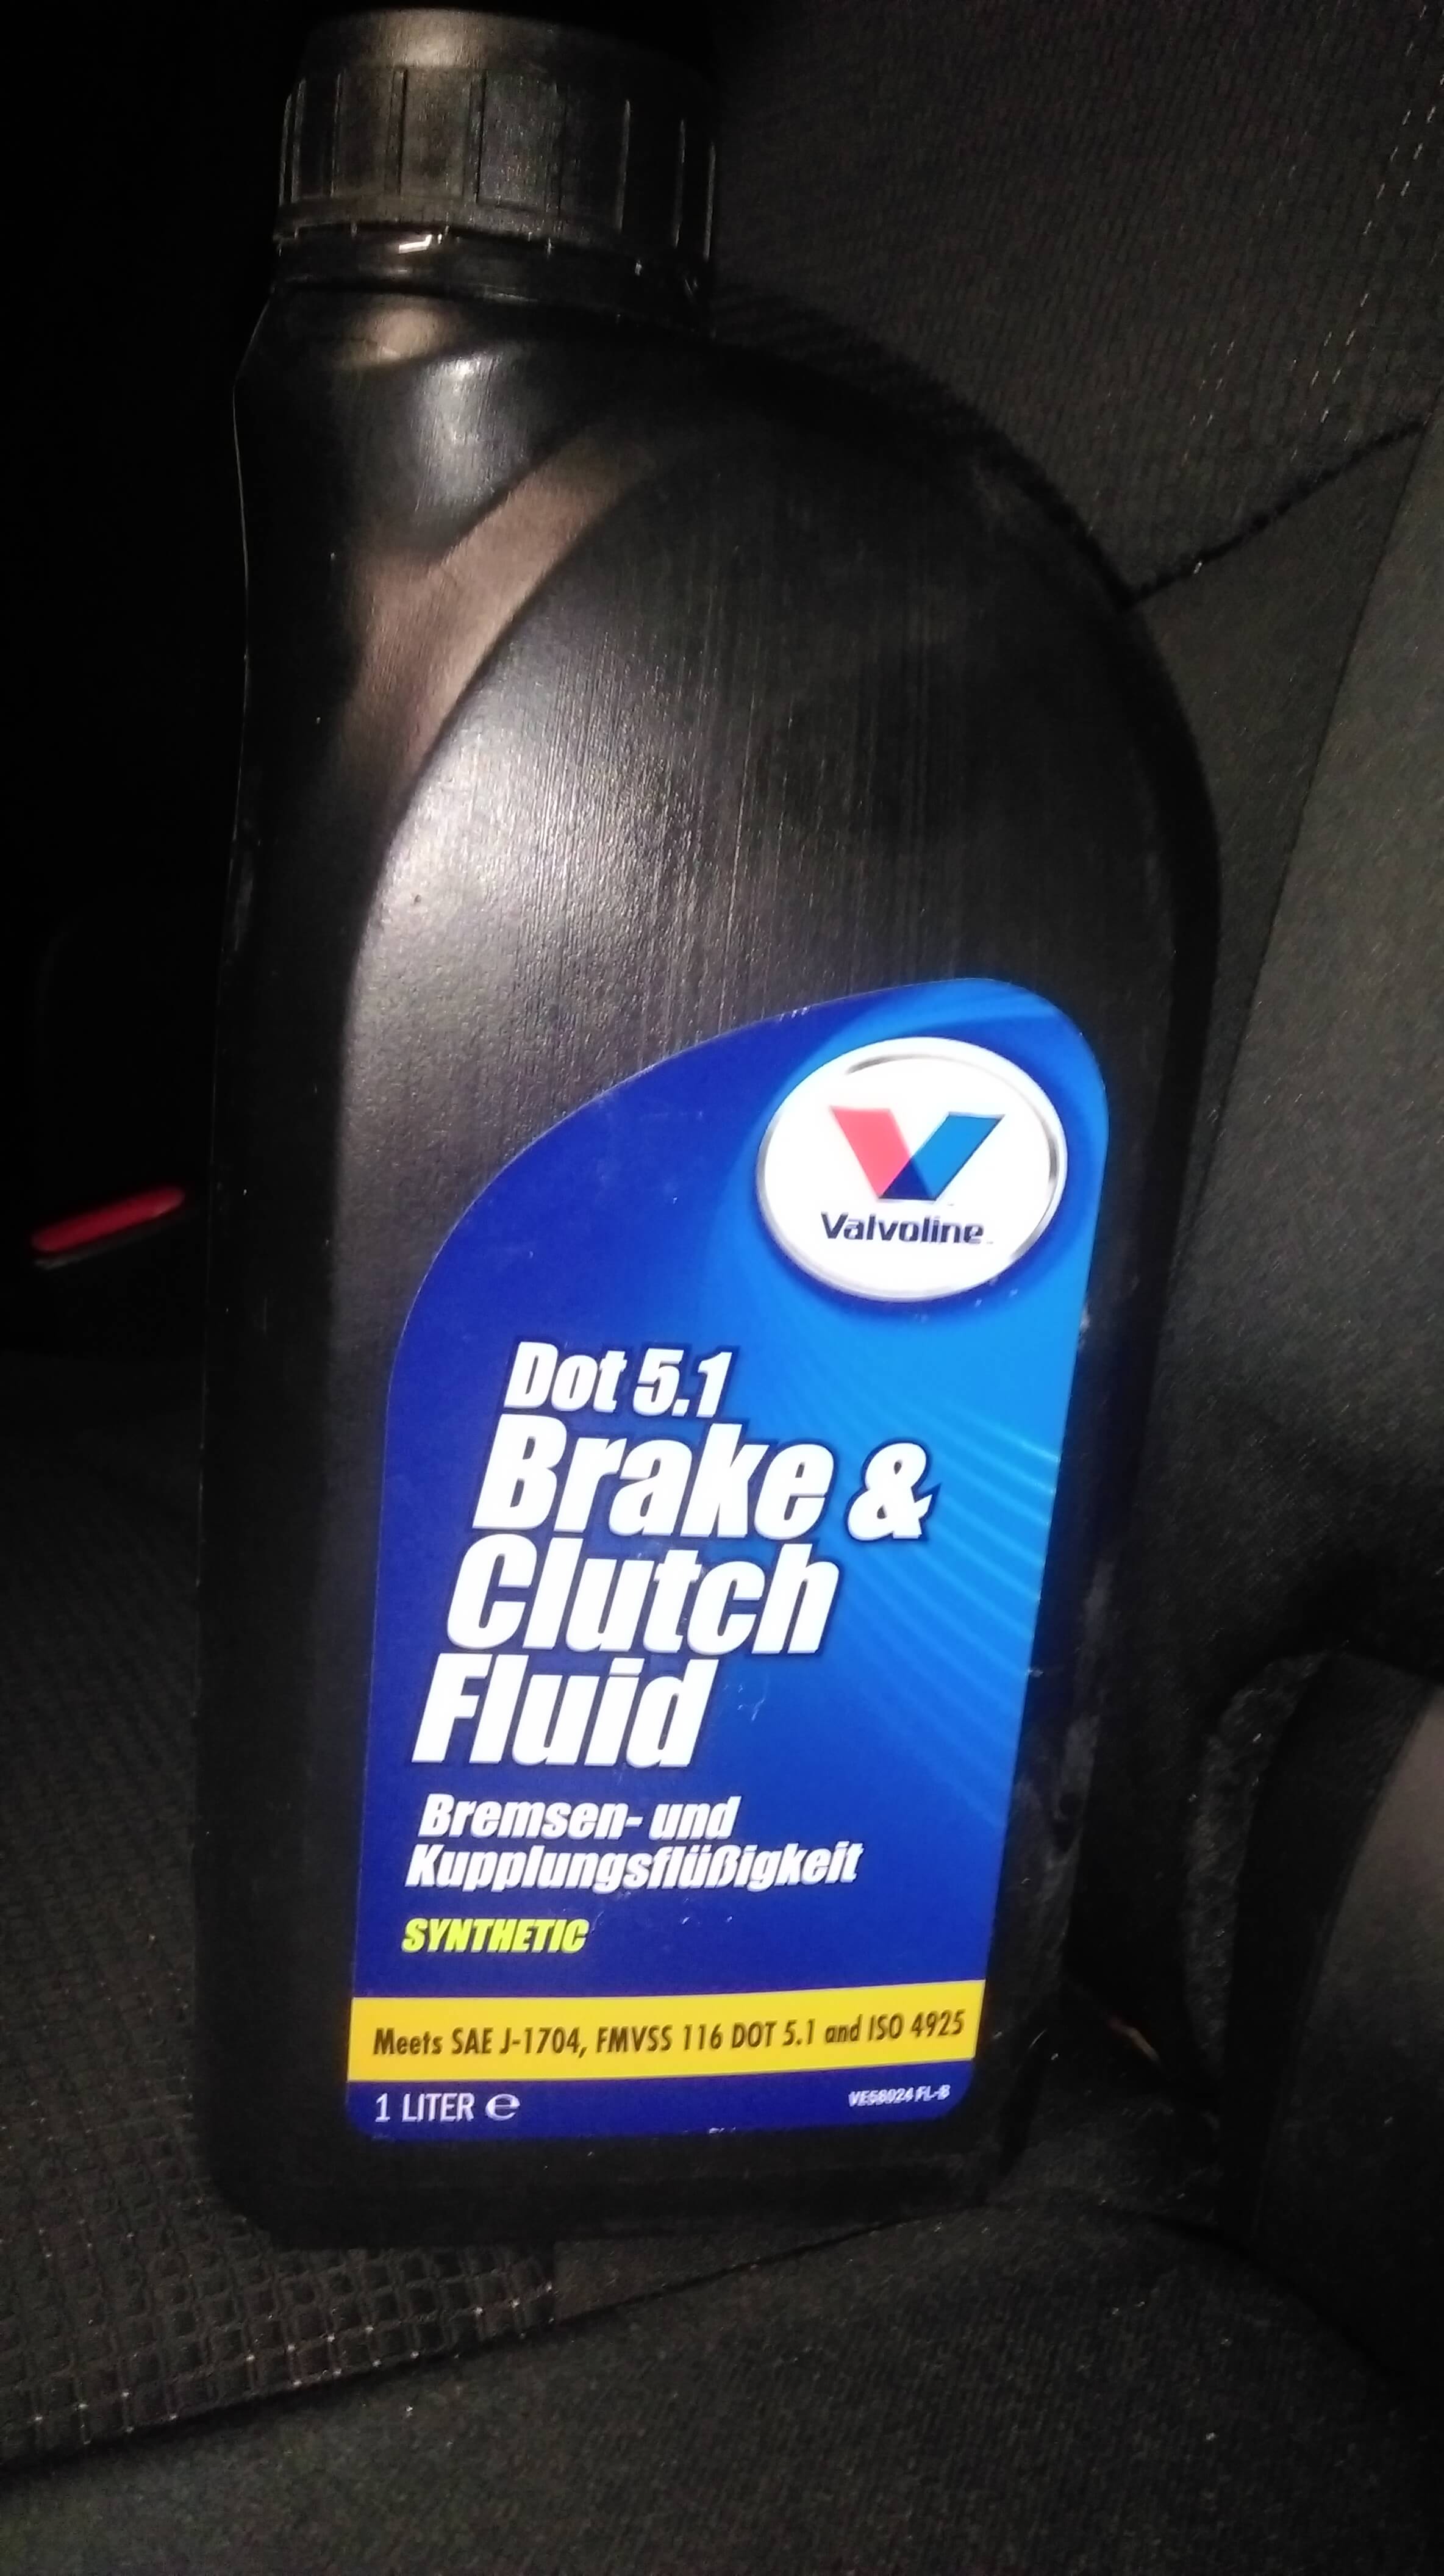 Valvoline
Dot 5.1
Brake &
Clutch
Fluid
Bremsen- und
Kupplungsflüßigkeit
SYNTHETIC
Meets SAE J-1704, FMVSS 116 DOT 5.1 and ISO 4925
1 LITER ℮
VE58024 FL-B